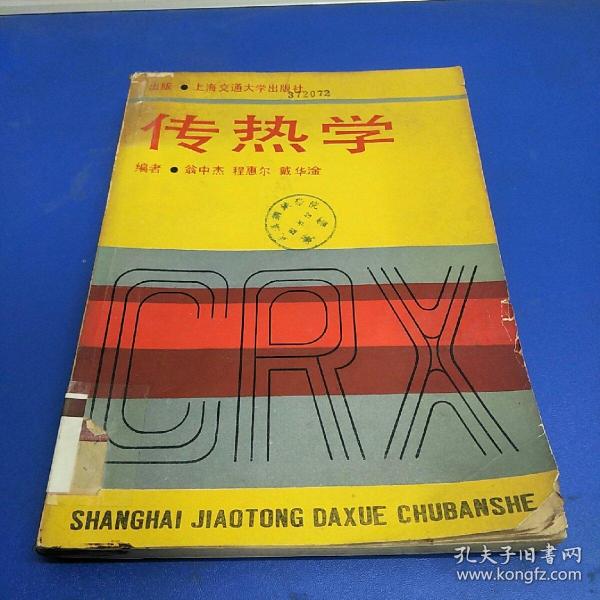 出版 ● 上海交通大学出版社
372072
传热学
编者 ● 翁中杰 程惠尔 戴华淦
CRX
SHANGHAI JIAOTONG DAXUE CHUBANSHE
孔夫子旧书网
www.kongfz.com